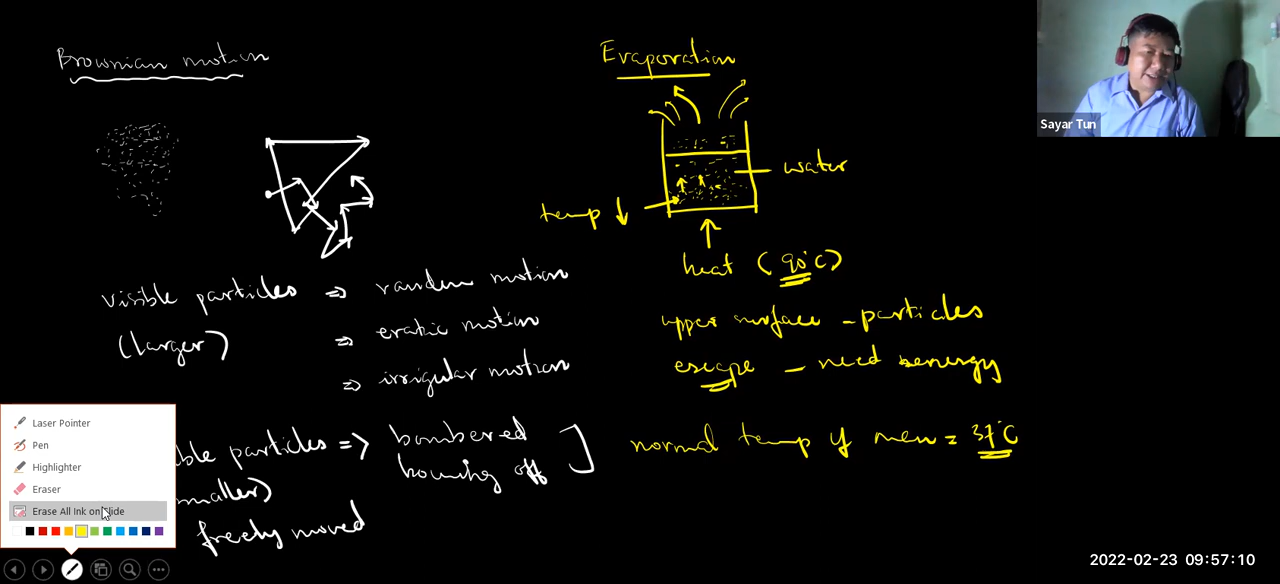 Brownian motion
visible particles => random motion
(larger) => eratic motion
=> irrigular motion
ble particles => bombered
maller) bouncing off
freely moved
Evaporation
water
temp ↓
heat (90°C)
upper surface - particles
escape - need energy
normal temp of men = 37°C
Sayar Tun
Laser Pointer
Pen
Highlighter
Eraser
Erase All Ink on Slide
2022-02-23 09:57:10